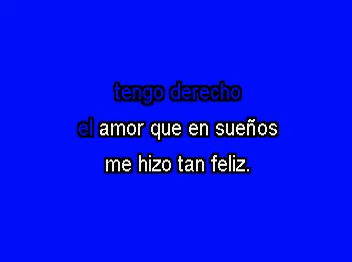 tengo derecho
el amor que en sueños
me hizo tan feliz.